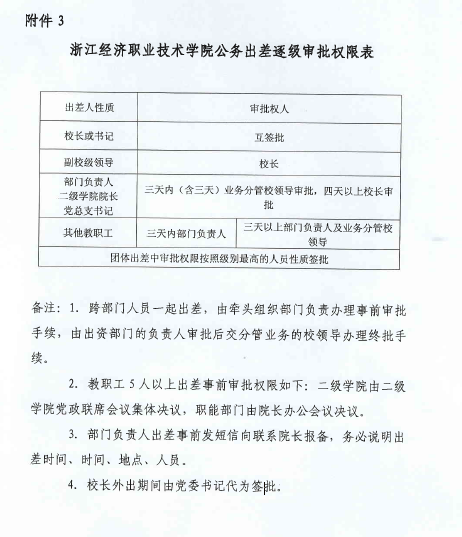 附件 3
浙江经济职业技术学院公务出差逐级审批权限表
出差人性质 审批权人
校长或书记 互签批
副校级领导 校长
部门负责人
二级学院院长
党总支书记
三天内（含三天）业务分管校领导审批，四天以上校长审
批
其他教职工 三天内部门负责人 三天以上部门负责人及业务分管校
领导
团体出差中审批权限按照级别最高的人员性质签批
备注：1. 跨部门人员一起出差，由牵头组织部门负责办理事前审批
手续，由出资部门的负责人审批后交分管业务的校领导办理终批手
续。
2. 教职工 5 人以上出差事前审批权限如下：二级学院由二级
学院党政联席会议集体决议，职能部门由院长办公会议决议。
3. 部门负责人出差事前发短信向联系院长报备，务必说明出
差时间、时间、地点、人员。
4. 校长外出期间由党委书记代为签批。